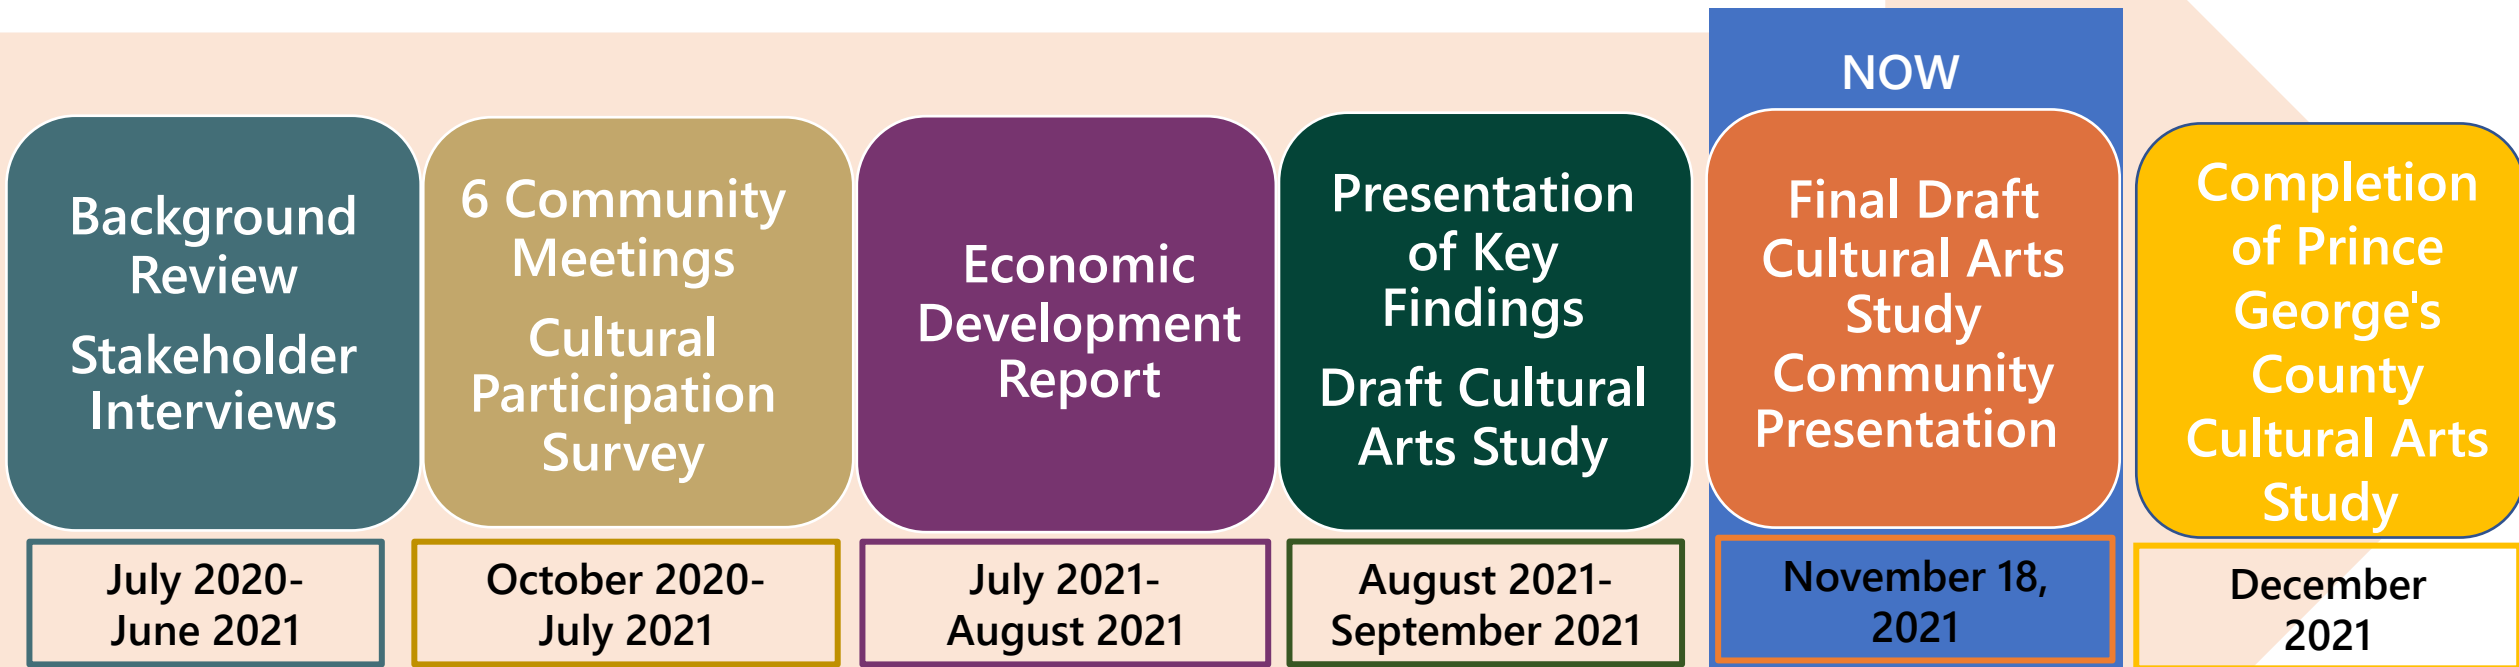 Background
Review
Stakeholder
Interviews
July 2020-
June 2021
6 Community
Meetings
Cultural
Participation
Survey
October 2020-
July 2021
Economic
Development
Report
July 2021-
August 2021
Presentation
of Key
Findings
Draft Cultural
Arts Study
August 2021-
September 2021
NOW
Final Draft
Cultural Arts
Study
Community
Presentation
November 18,
2021
Completion
of Prince
George's
County
Cultural Arts
Study
December
2021